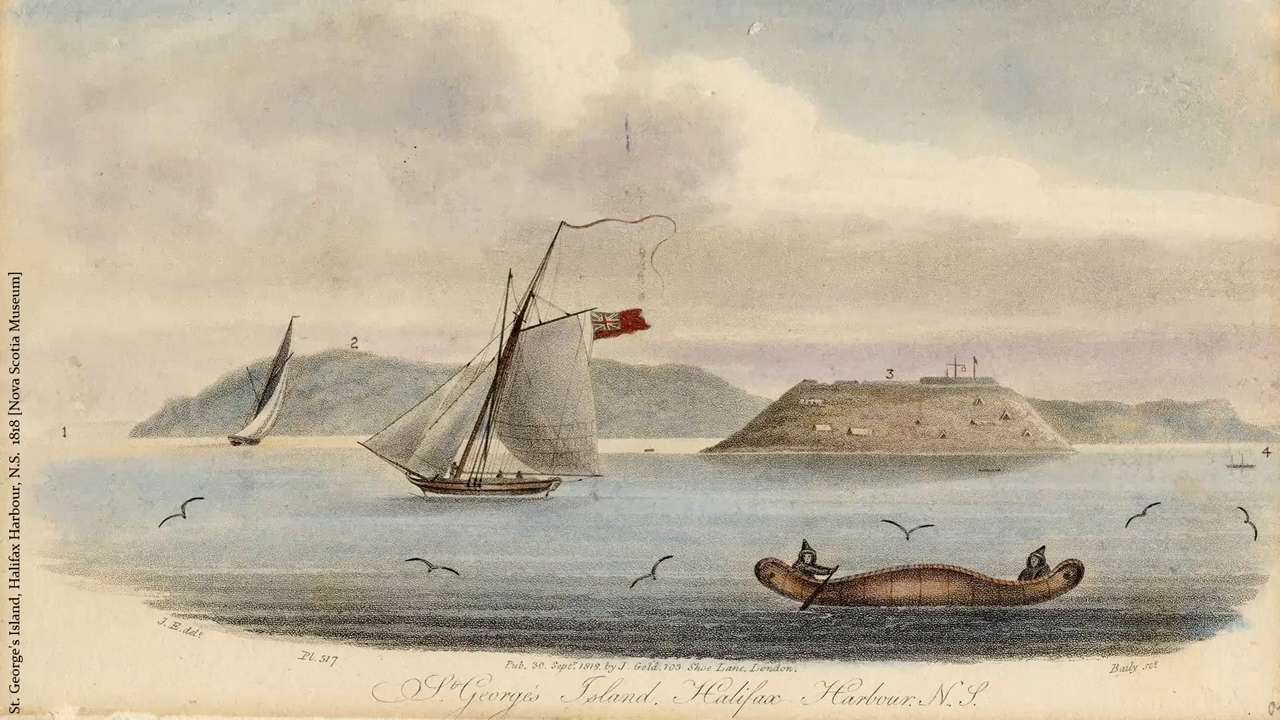 St. George's Island, Halifax Harbour, N.S. 1818 [Nova Scotia Museum]
1
2
3
4
J. E. delt
Pl. 517
Pub. 30. Septr. 1818. by J. Gold, 103 Shoe Lane, London.
Baily sct
St. George's Island, Halifax Harbour. N. S.